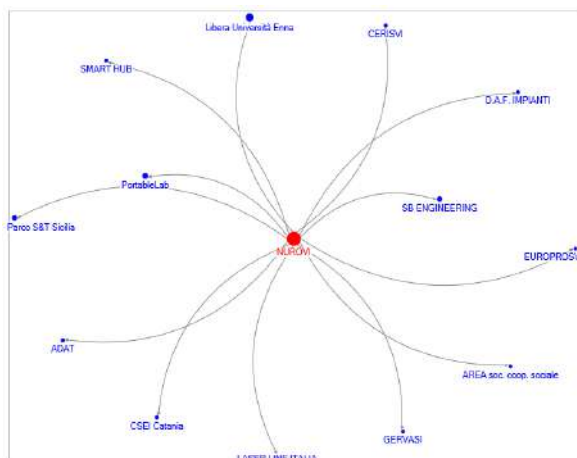 Libera Università Enna
CERISVI
SMART HUB
D.A.F. IMPIANTI
PortableLab
SB ENGINEERING
Parco S&T Sicilia
NUROVI
EUROPROS
ADAT
AREA soc. coop. sociale
CSEI Catania
GERVASI